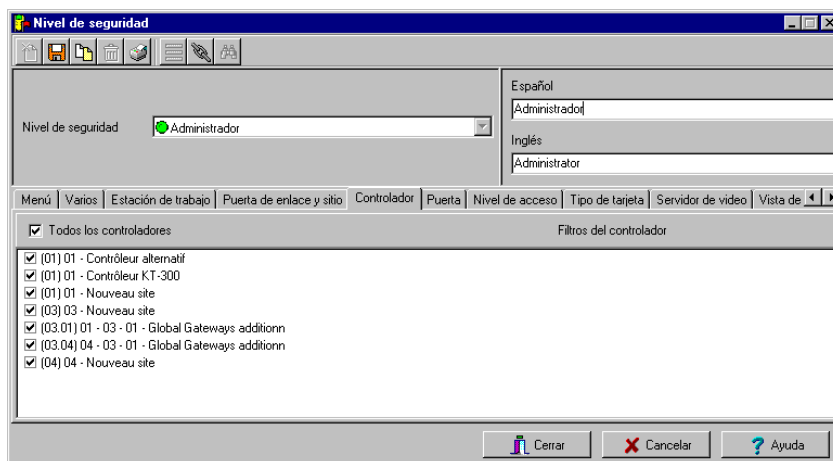 Nivel de seguridad
Español
Administrador
Nivel de seguridad
Administrador
Inglés
Administrator
Menú Varios Estación de trabajo Puerta de enlace y sitio Controlador Puerta Nivel de acceso Tipo de tarjeta Servidor de video Vista de
Todos los controladores Filtros del controlador
(01) 01 - Contrôleur alternatif
(01) 01 - Contrôleur KT-300
(01) 01 - Nouveau site
(03) 03 - Nouveau site
(03.01) 01 - 03 - 01 - Global Gateways additionn
(03.04) 04 - 03 - 01 - Global Gateways additionn
(04) 04 - Nouveau site
Cerrar Cancelar Ayuda